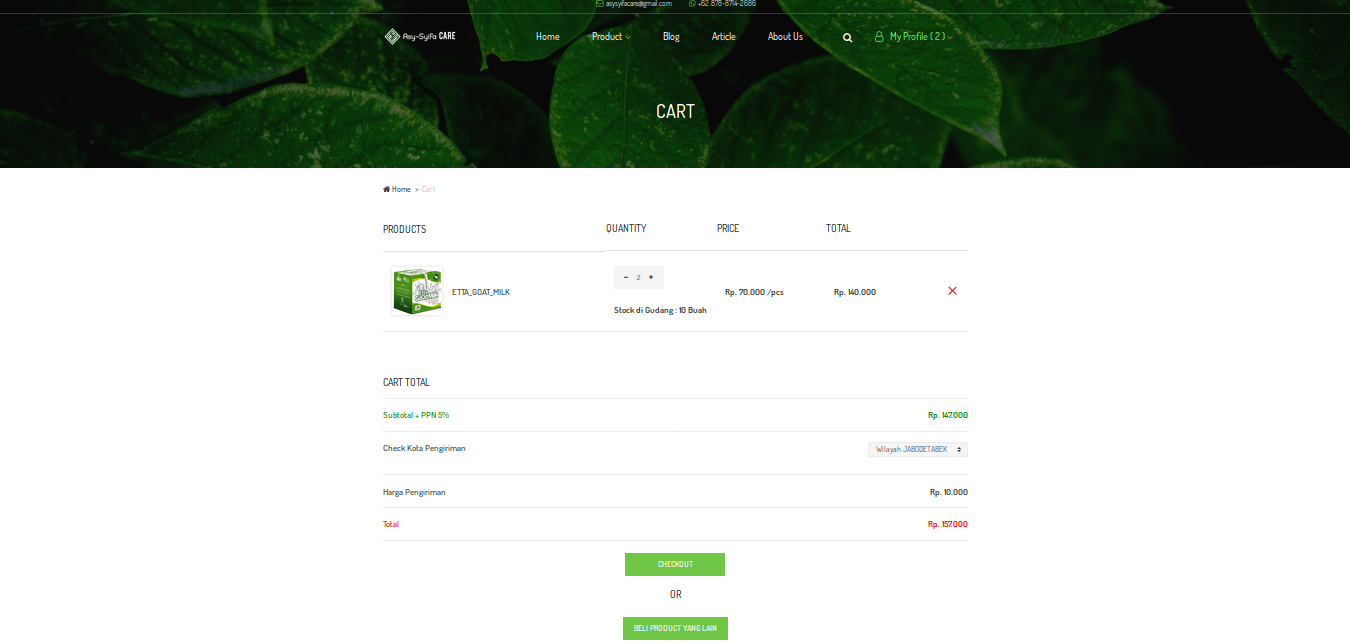 asysyifacare@gmail.com +62 878-8714-2686
Asy-Syifa CARE Home Product Blog Article About Us My Profile ( 2 )
CART
Home > Cart
PRODUCTS QUANTITY PRICE TOTAL
- 2 +
ETTA_GOAT_MILK Rp. 70.000 /pcs Rp. 140.000
Stock di Gudang : 10 Buah
CART TOTAL
Subtotal + PPN 5% Rp. 147.000
Check Kota Pengiriman Wilayah JABODETABEK
Harga Pengiriman Rp. 10.000
Total Rp. 157.000
CHECKOUT
OR
BELI PRODUCT YANG LAIN